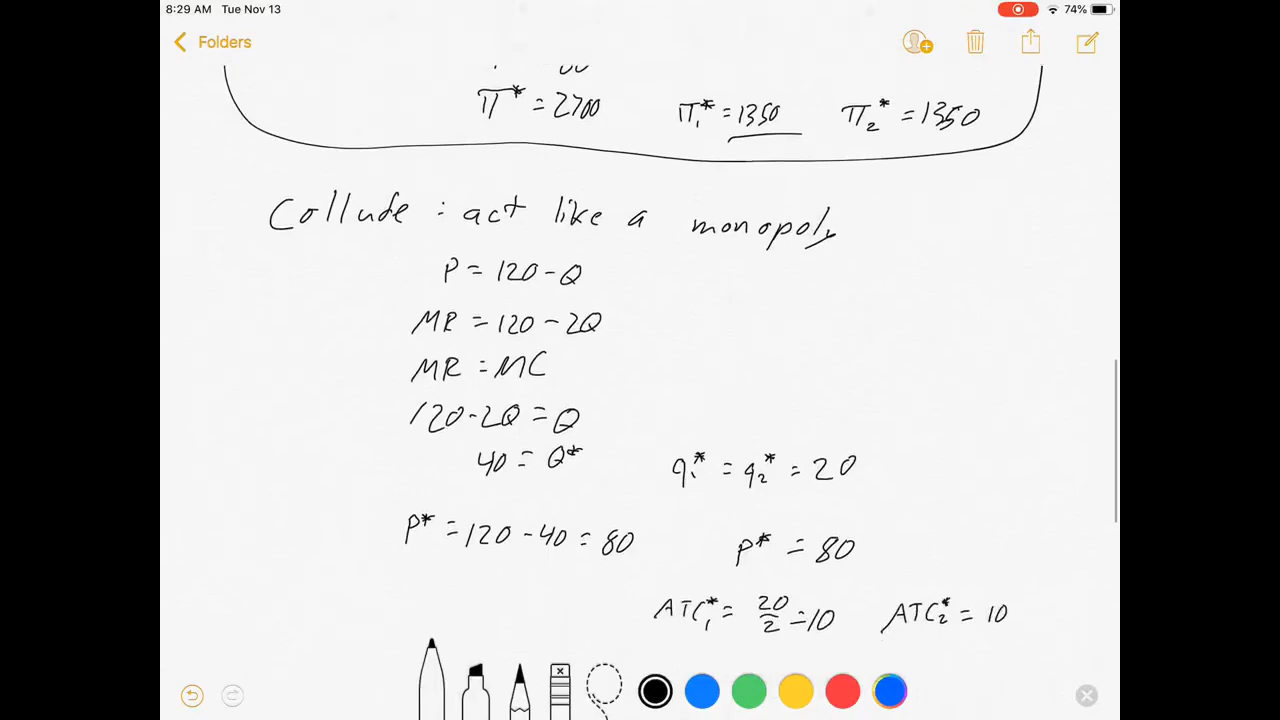 8:29 AM Tue Nov 13 74%
Folders
π* = 2700 π₁* = 1350 π₂* = 1350
Collude : act like a monopoly
P = 120 - Q
MR = 120 - 2Q
MR = MC
120 - 2Q = Q
40 = Q* q₁* = q₂* = 20
P* = 120 - 40 = 80 P* = 80
ATC₁* = 20/2 = 10 ATC₂* = 10